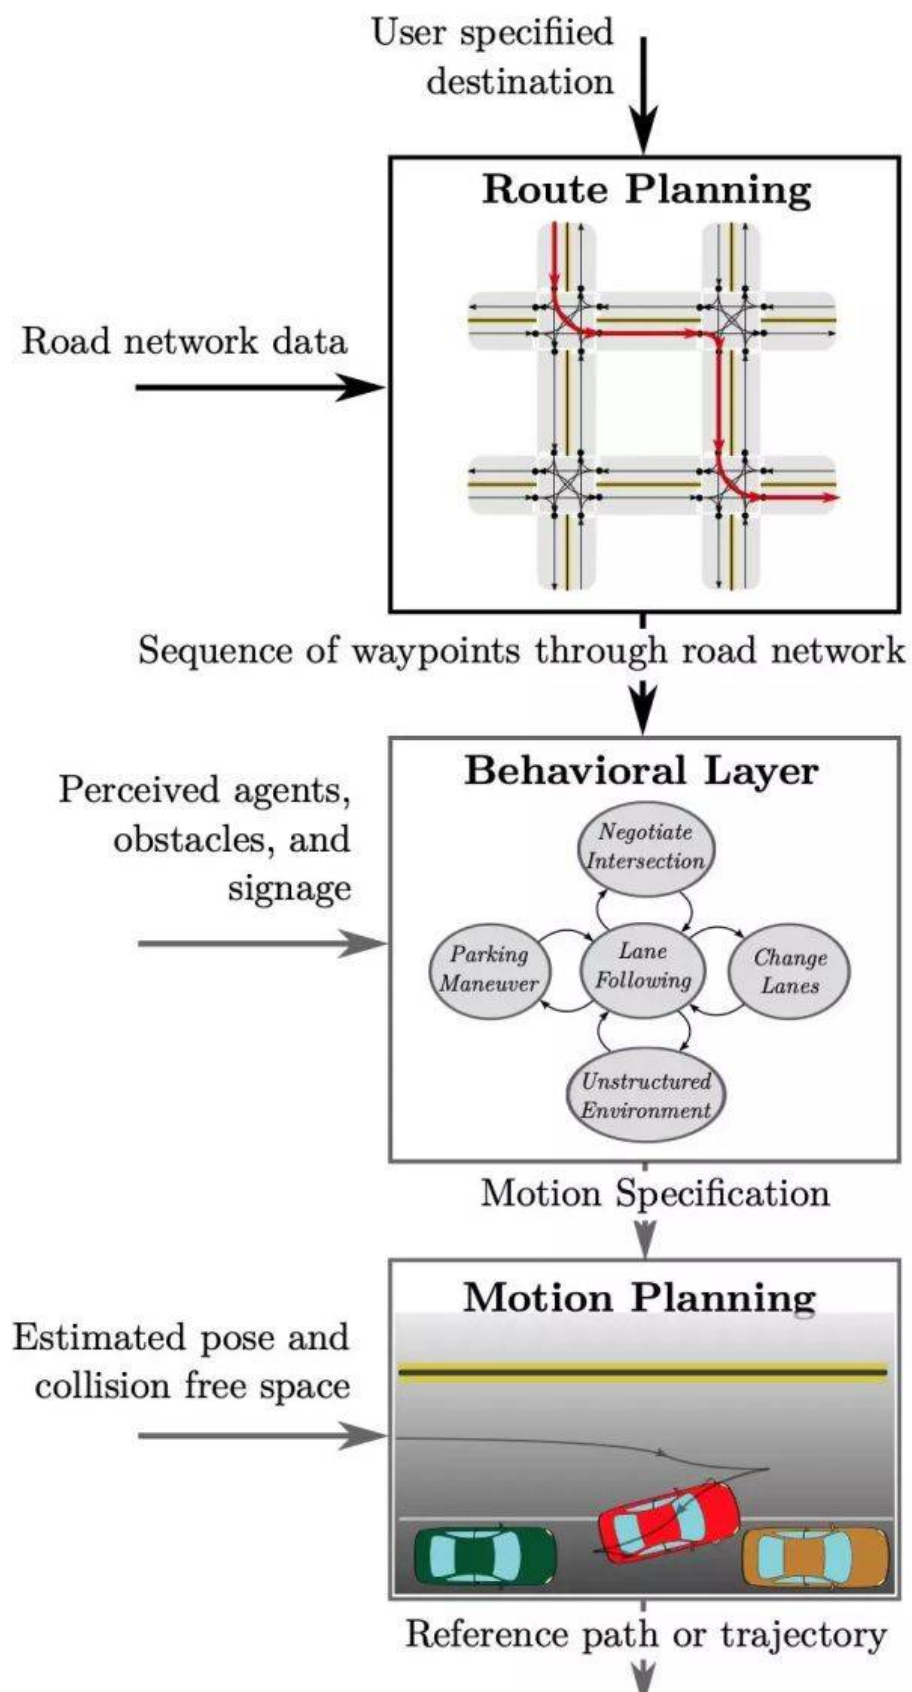 User specifiied
destination
Route Planning
Road network data
Sequence of waypoints through road network
Behavioral Layer
Perceived agents,
obstacles, and
signage
Negotiate
Intersection
Parking
Maneuver
Lane
Following
Change
Lanes
Unstructured
Environment
Motion Specification
Motion Planning
Estimated pose and
collision free space
Reference path or trajectory